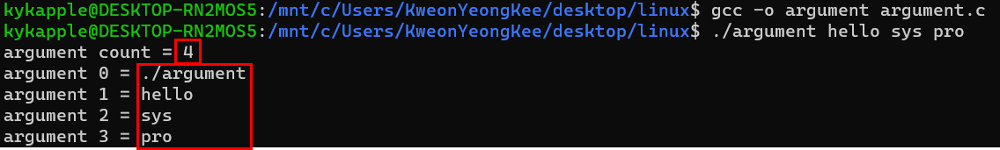 kykapple@DESKTOP-RN2MOS5:/mnt/c/Users/KweonYeongKee/desktop/linux$ gcc -o argument argument.c
kykapple@DESKTOP-RN2MOS5:/mnt/c/Users/KweonYeongKee/desktop/linux$ ./argument hello sys pro
argument count = 4
argument 0 = ./argument
argument 1 = hello
argument 2 = sys
argument 3 = pro